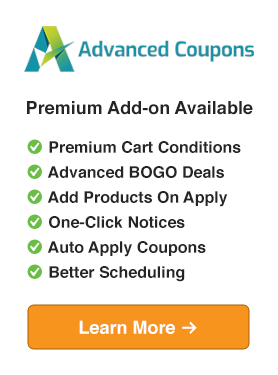 Advanced Coupons
Premium Add-on Available
Premium Cart Conditions
Advanced BOGO Deals
Add Products On Apply
One-Click Notices
Auto Apply Coupons
Better Scheduling
Learn More →